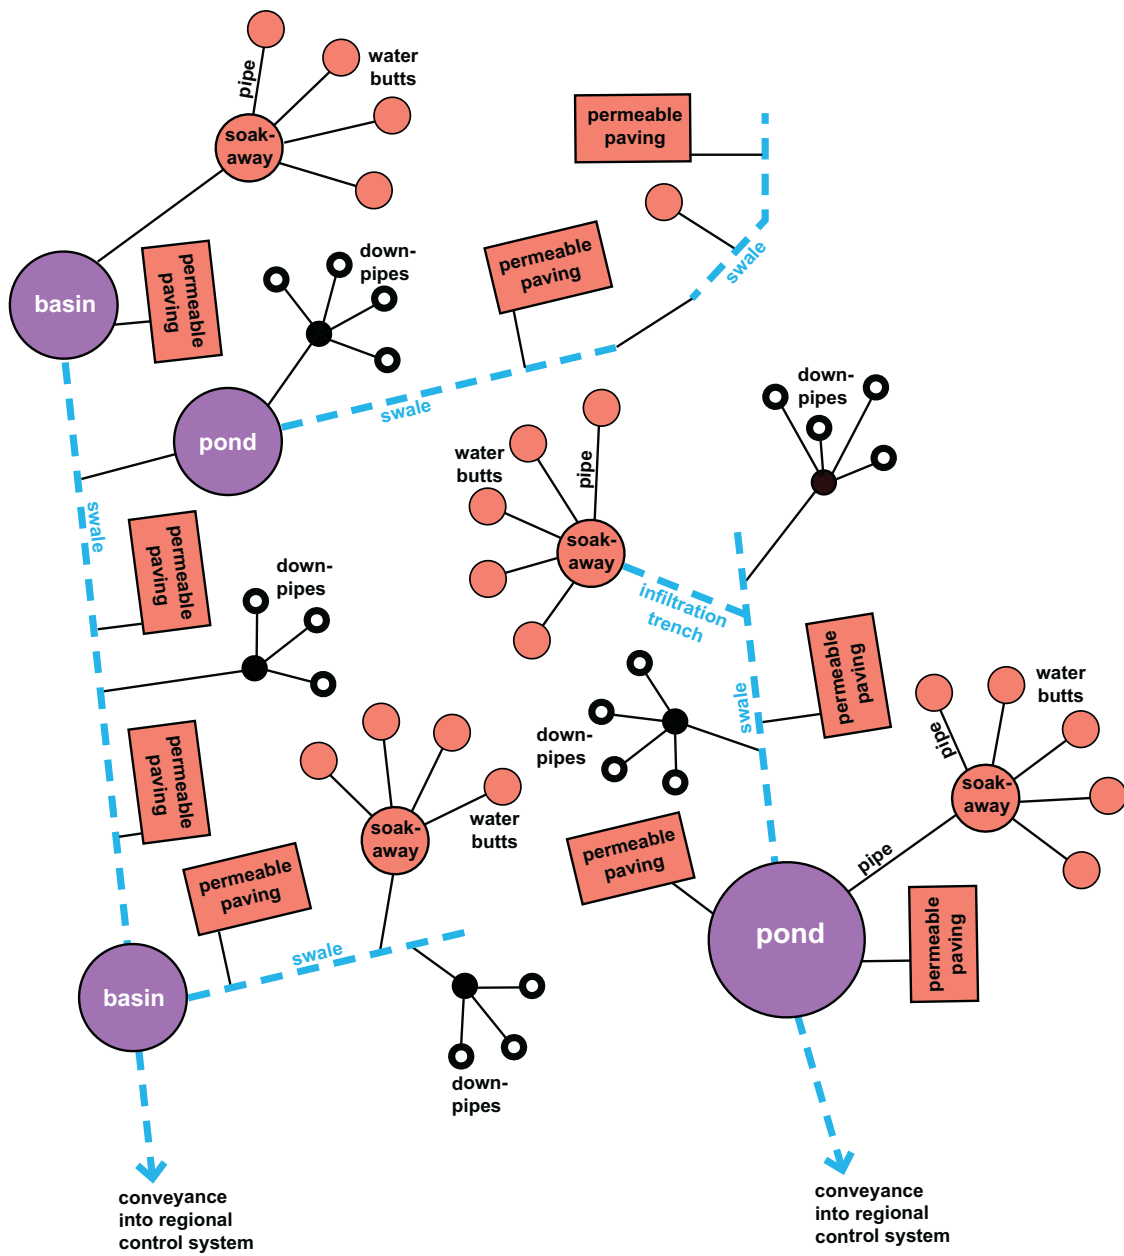 pipe
water
butts
soak-
away
permeable
paving
basin
permeable
paving
down-
pipes
permeable
paving
swale
swale
pond
down-
pipes
water
butts
pipe
soak-
away
swale
permeable
paving
infiltration
trench
down-
pipes
permeable
paving
swale
water
butts
pipe
down-
pipes
soak-
away
permeable
paving
soak-
away
water
butts
permeable
paving
pipe
permeable
paving
swale
pond
permeable
paving
basin
down-
pipes
conveyance
into regional
control system
conveyance
into regional
control system